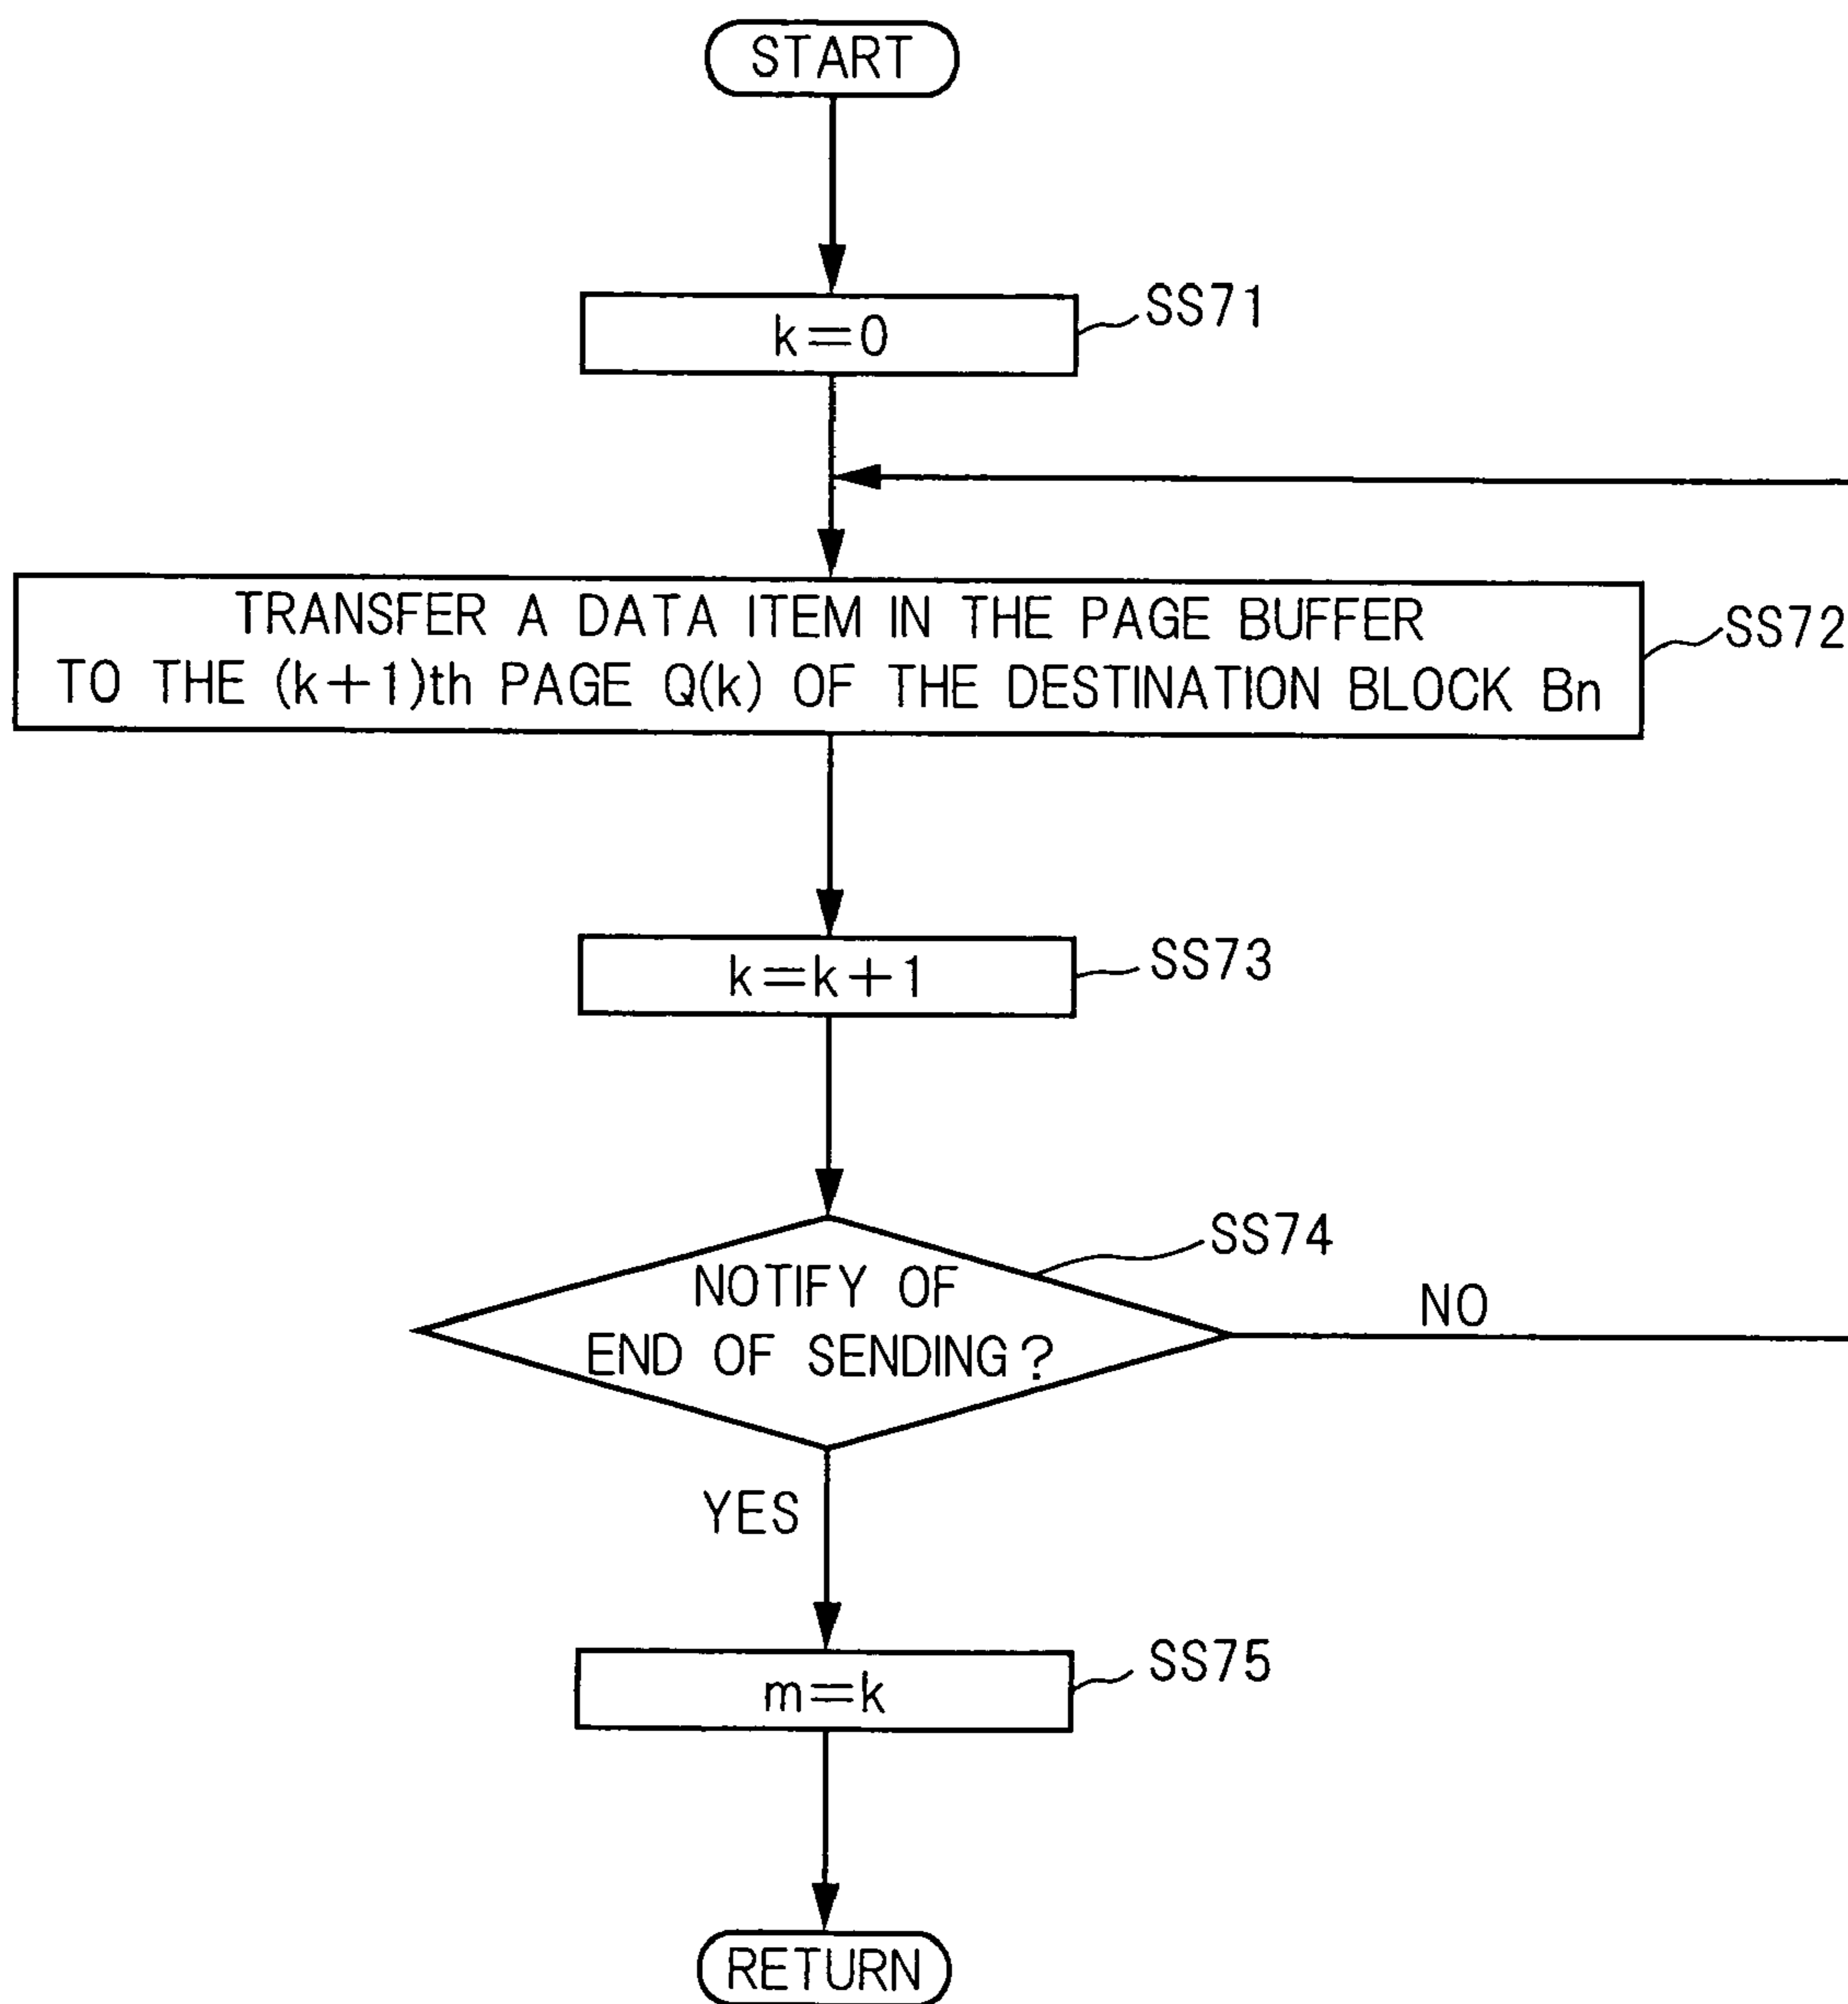 START
k=0
SS71
TRANSFER A DATA ITEM IN THE PAGE BUFFER
TO THE (k+1)th PAGE Q(k) OF THE DESTINATION BLOCK Bn
SS72
k=k+1
SS73
NOTIFY OF
END OF SENDING?
SS74
NO
YES
m=k
SS75
RETURN